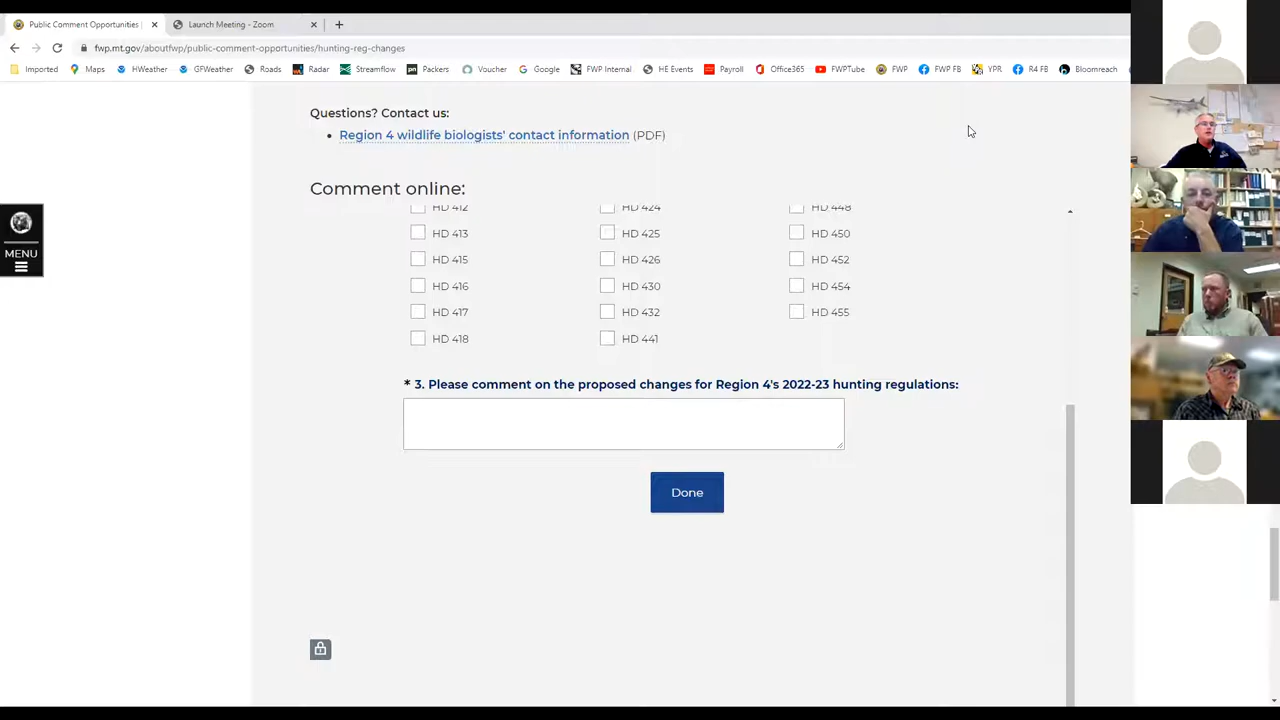 Public Comment Opportunities
Launch Meeting - Zoom
fwp.mt.gov/aboutfwp/public-comment-opportunities/hunting-reg-changes
Imported Maps HWeather GFWeather Roads Radar Streamflow Packers Voucher Google FWP Internal HE Events Payroll Office365 FWPTube FWP FWP FB YPR R4 FB Bloomreach
Questions? Contact us:
• Region 4 wildlife biologists' contact information (PDF)
Comment online:
MENU
HD 412 HD 424 HD 448
HD 413 HD 425 HD 450
HD 415 HD 426 HD 452
HD 416 HD 430 HD 454
HD 417 HD 432 HD 455
HD 418 HD 441
* 3. Please comment on the proposed changes for Region 4's 2022-23 hunting regulations:
Done